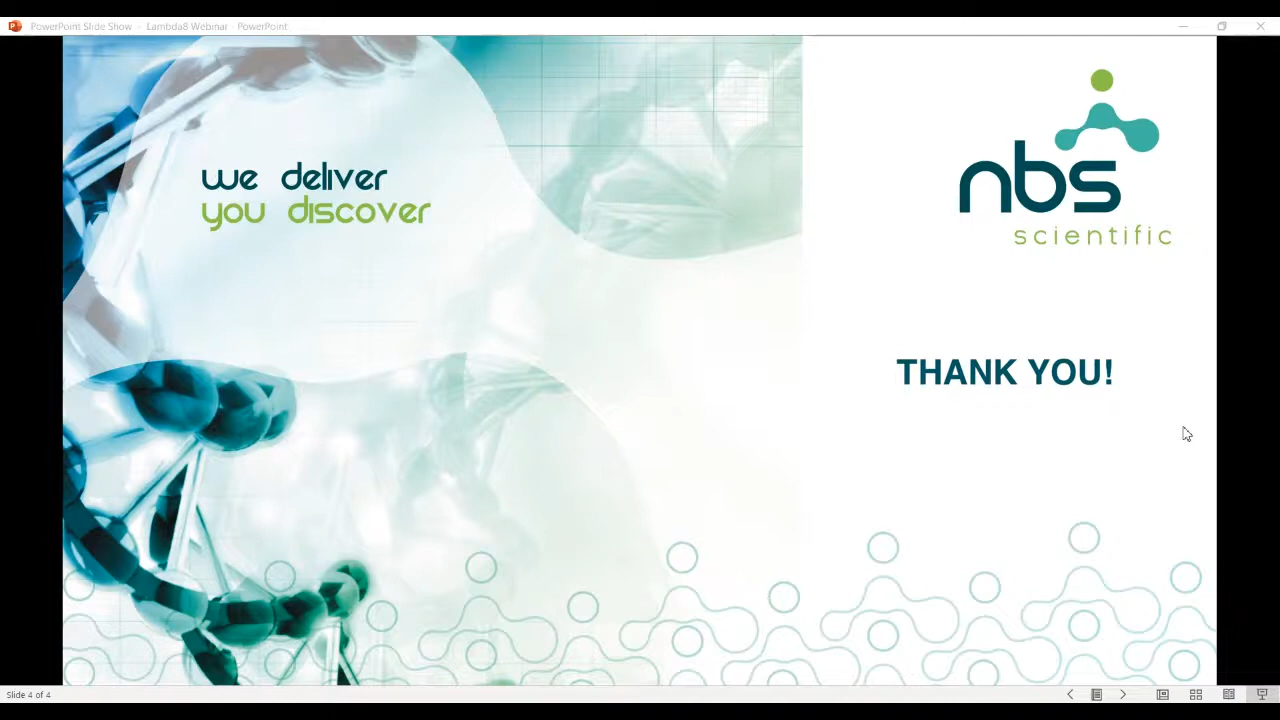 PowerPoint Slide Show - Lambda8 Webinar - PowerPoint
we deliver
you discover
nbs
scientific
THANK YOU!
Slide 4 of 4